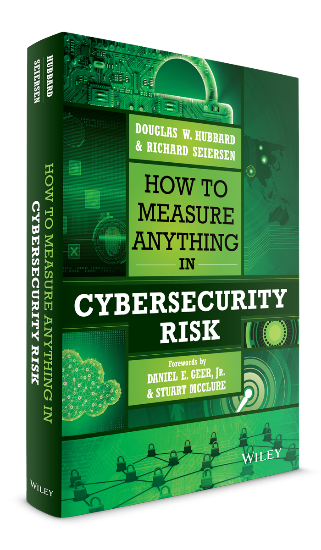 HUBBARD
SEIERSEN
HOW TO MEASURE ANYTHING IN
CYBERSECURITY RISK
WILEY
DOUGLAS W. HUBBARD
& RICHARD SEIERSEN
HOW TO
MEASURE
ANYTHING
IN
CYBERSECURITY
RISK
Forewords by
DANIEL E. GEER, JR.
& STUART MCCLURE
WILEY